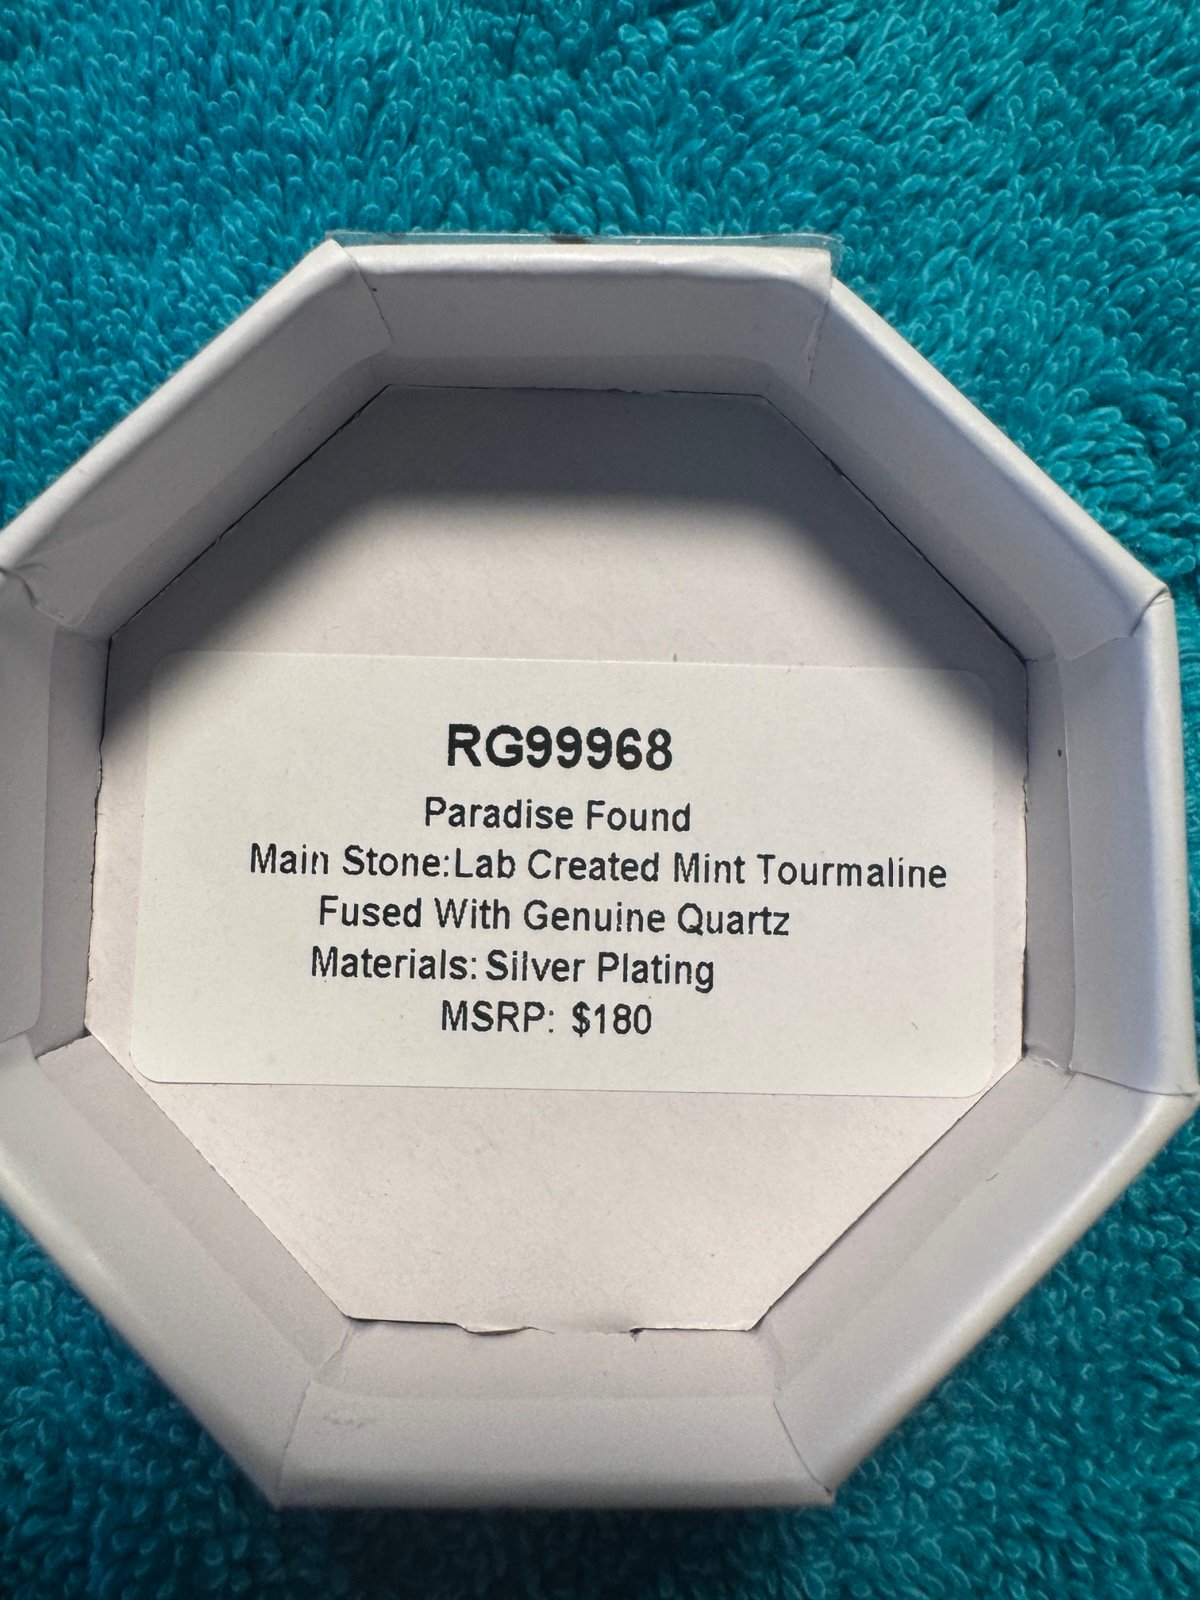 RG99968
Paradise Found
Main Stone:Lab Created Mint Tourmaline
Fused With Genuine Quartz
Materials: Silver Plating
MSRP: $180